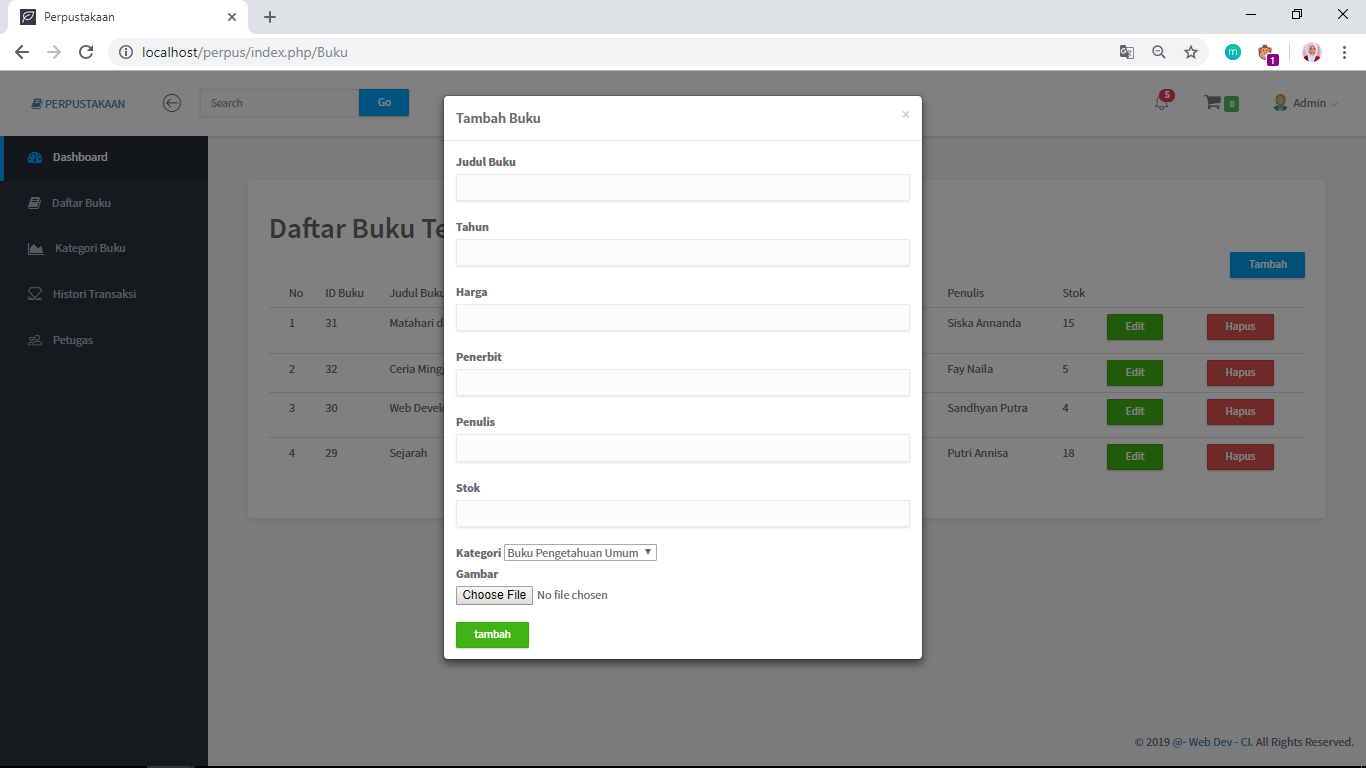 Perpustakaan
localhost/perpus/index.php/Buku
m
1
PERPUSTAKAAN
Search
Go
5
0
Admin
Dashboard
Daftar Buku
Kategori Buku
Histori Transaksi
Petugas
Daftar Buku Te
Tambah
No ID Buku Judul Buku Penulis Stok
1 31 Matahari d Siska Annanda 15 Edit Hapus
2 32 Ceria Ming Fay Naila 5 Edit Hapus
3 30 Web Devel Sandhyan Putra 4 Edit Hapus
4 29 Sejarah Putri Annisa 18 Edit Hapus
Tambah Buku
×
Judul Buku
Tahun
Harga
Penerbit
Penulis
Stok
Kategori Buku Pengetahuan Umum
Gambar
Choose File No file chosen
tambah
© 2019 @- Web Dev - CI. All Rights Reserved.